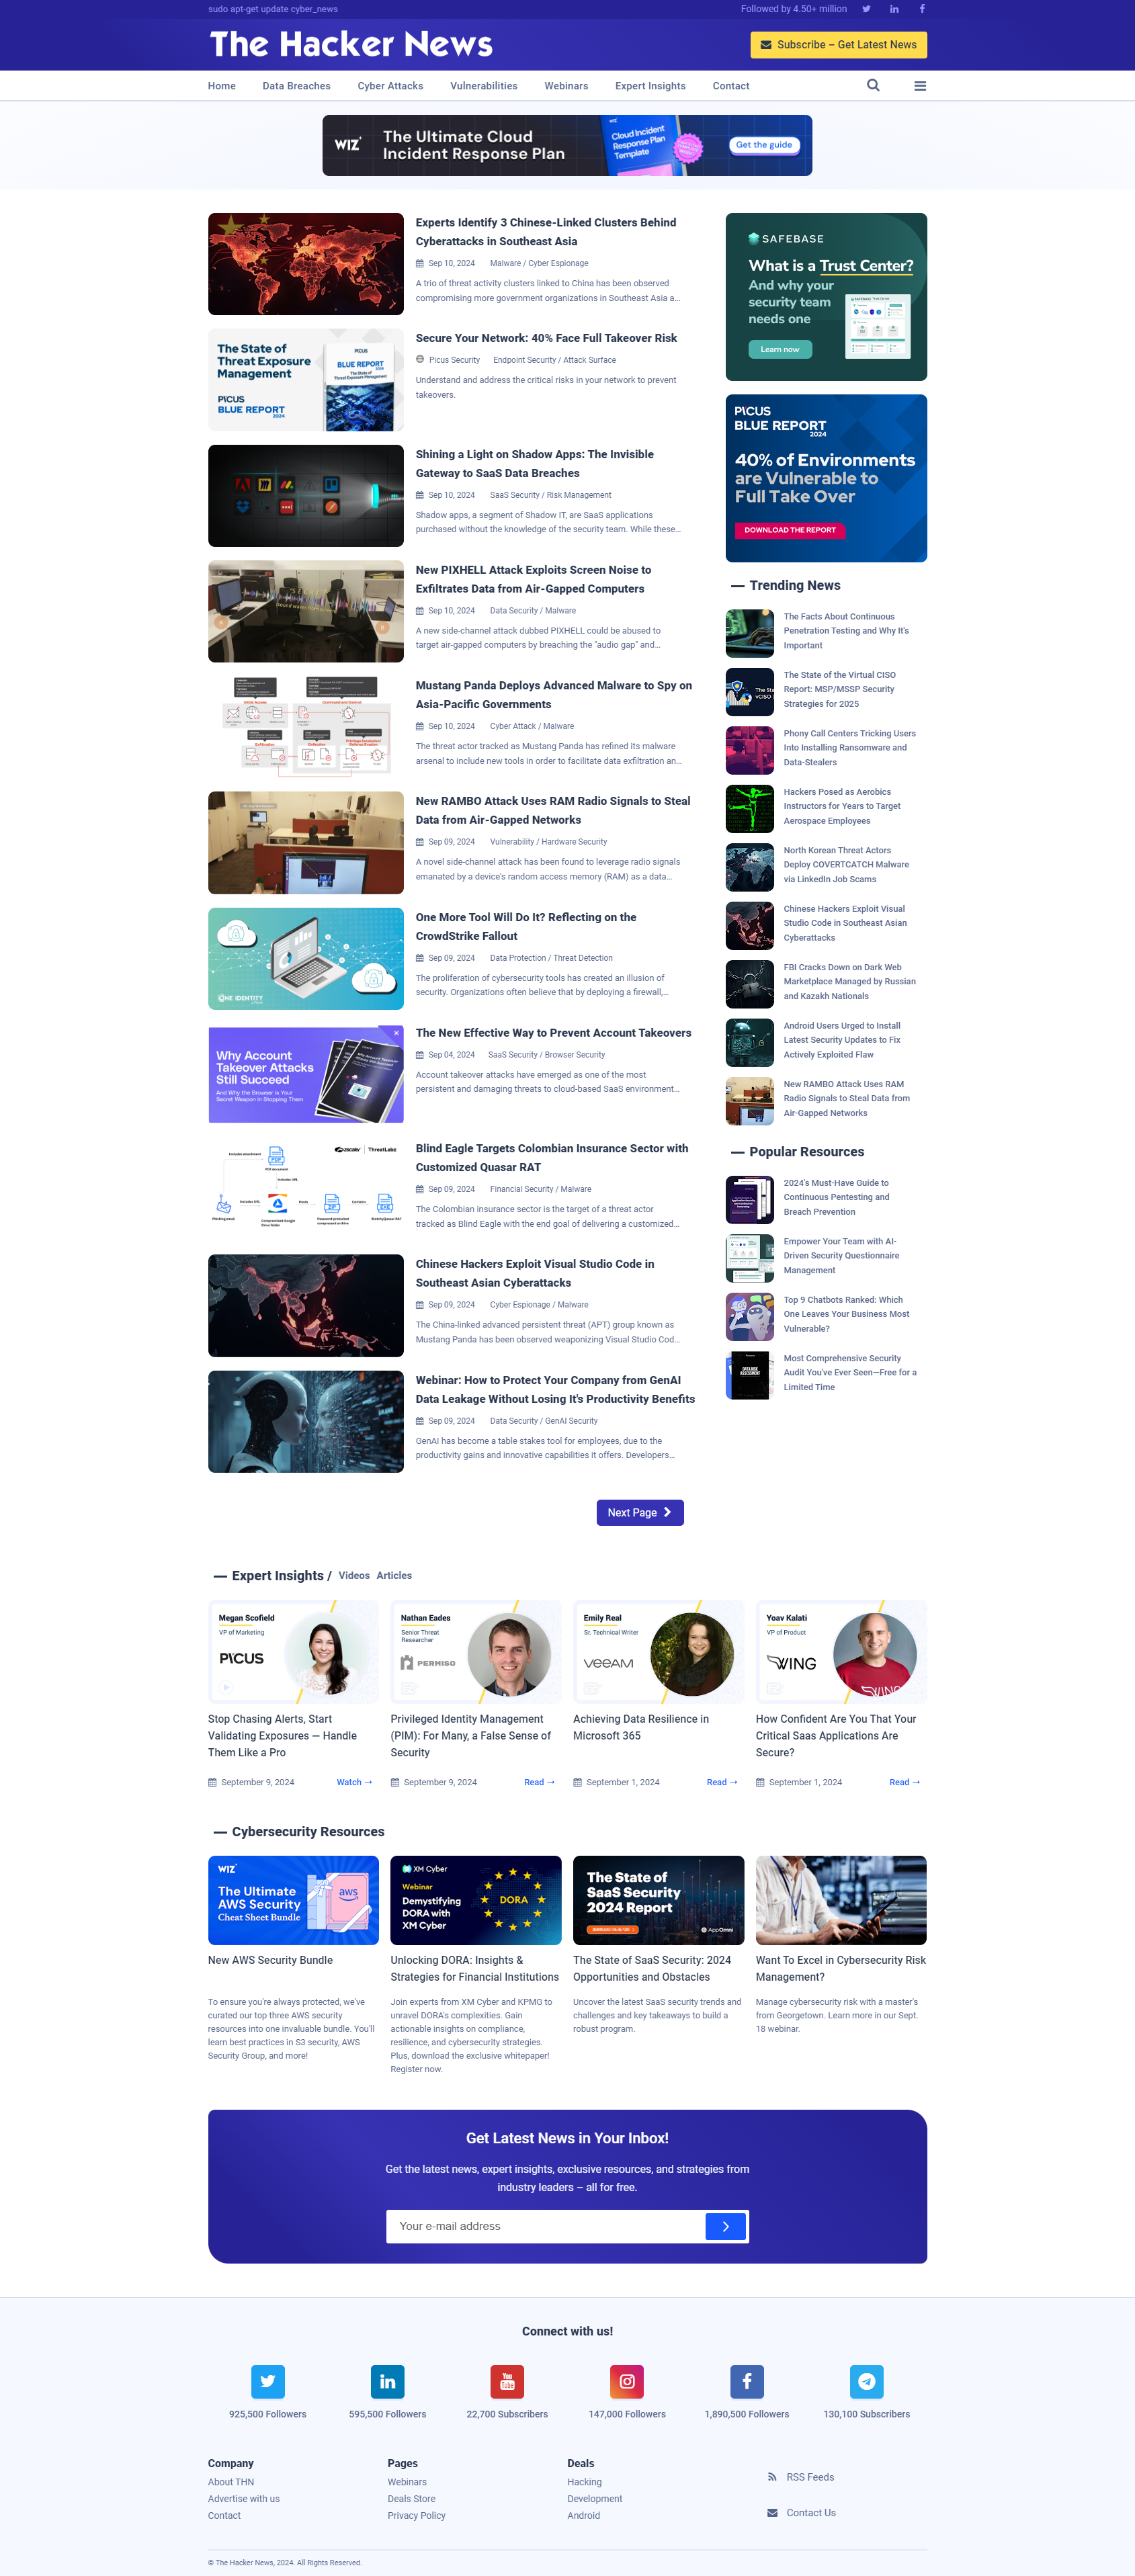 sudo apt-get update cyber_news
Followed by 4.50+ million
The Hacker News
Subscribe – Get Latest News
Home
Data Breaches
Cyber Attacks
Vulnerabilities
Webinars
Expert Insights
Contact
WIZ
The Ultimate Cloud
Incident Response Plan
Cloud Incident
Response Plan
Template
Get the guide
Experts Identify 3 Chinese-Linked Clusters Behind
Cyberattacks in Southeast Asia
Sep 10, 2024
Malware / Cyber Espionage
A trio of threat activity clusters linked to China has been observed
compromising more government organizations in Southeast Asia a...
The State of
Threat Exposure
Management
PICUS
BLUE REPORT
2024
BLUE REPORT
2024
Secure Your Network: 40% Face Full Takeover Risk
Picus Security
Endpoint Security / Attack Surface
Understand and address the critical risks in your network to prevent
takeovers.
Shining a Light on Shadow Apps: The Invisible
Gateway to SaaS Data Breaches
Sep 10, 2024
SaaS Security / Risk Management
Shadow apps, a segment of Shadow IT, are SaaS applications
purchased without the knowledge of the security team. While these...
New PIXHELL Attack Exploits Screen Noise to
Exfiltrates Data from Air-Gapped Computers
Sep 10, 2024
Data Security / Malware
A new side-channel attack dubbed PIXHELL could be abused to
target air-gapped computers by breaching the "audio gap" and...
Mustang Panda Deploys Advanced Malware to Spy on
Asia-Pacific Governments
Sep 10, 2024
Cyber Attack / Malware
The threat actor tracked as Mustang Panda has refined its malware
arsenal to include new tools in order to facilitate data exfiltration an...
New RAMBO Attack Uses RAM Radio Signals to Steal
Data from Air-Gapped Networks
Sep 09, 2024
Vulnerability / Hardware Security
A novel side-channel attack has been found to leverage radio signals
emanated by a device's random access memory (RAM) as a data...
ONE IDENTITY
One More Tool Will Do It? Reflecting on the
CrowdStrike Fallout
Sep 09, 2024
Data Protection / Threat Detection
The proliferation of cybersecurity tools has created an illusion of
security. Organizations often believe that by deploying a firewall,...
Why Account
Takeover Attacks
Still Succeed
And Why the Browser is Your
Secret Weapon in Stopping Them
The New Effective Way to Prevent Account Takeovers
Sep 04, 2024
SaaS Security / Browser Security
Account takeover attacks have emerged as one of the most
persistent and damaging threats to cloud-based SaaS environment...
zscaler | ThreatLabz
Includes attachment
PDF document
Includes URL
Includes URL
Points
Contains
Phishing email
Compromised Google
Drive folder
Password protected
compressed archive
BlotchyQuasar RAT
Blind Eagle Targets Colombian Insurance Sector with
Customized Quasar RAT
Sep 09, 2024
Financial Security / Malware
The Colombian insurance sector is the target of a threat actor
tracked as Blind Eagle with the end goal of delivering a customized...
Chinese Hackers Exploit Visual Studio Code in
Southeast Asian Cyberattacks
Sep 09, 2024
Cyber Espionage / Malware
The China-linked advanced persistent threat (APT) group known as
Mustang Panda has been observed weaponizing Visual Studio Cod...
Webinar: How to Protect Your Company from GenAI
Data Leakage Without Losing It's Productivity Benefits
Sep 09, 2024
Data Security / GenAI Security
GenAI has become a table stakes tool for employees, due to the
productivity gains and innovative capabilities it offers. Developers...
Next Page
SAFEBASE
What is a Trust Center?
And why your
security team
needs one
Learn now
PICUS
BLUE REPORT
2024
40% of Environments
are Vulnerable to
Full Take Over
DOWNLOAD THE REPORT
Trending News
The Facts About Continuous
Penetration Testing and Why It's
Important
The State of the Virtual CISO
Report: MSP/MSSP Security
Strategies for 2025
Phony Call Centers Tricking Users
Into Installing Ransomware and
Data-Stealers
Hackers Posed as Aerobics
Instructors for Years to Target
Aerospace Employees
North Korean Threat Actors
Deploy COVERTCATCH Malware
via LinkedIn Job Scams
Chinese Hackers Exploit Visual
Studio Code in Southeast Asian
Cyberattacks
FBI Cracks Down on Dark Web
Marketplace Managed by Russian
and Kazakh Nationals
Android Users Urged to Install
Latest Security Updates to Fix
Actively Exploited Flaw
New RAMBO Attack Uses RAM
Radio Signals to Steal Data from
Air-Gapped Networks
Popular Resources
2024's Must-Have Guide to
Continuous Pentesting and
Breach Prevention
Empower Your Team with AI-
Driven Security Questionnaire
Management
Top 9 Chatbots Ranked: Which
One Leaves Your Business Most
Vulnerable?
Most Comprehensive Security
Audit You've Ever Seen—Free for a
Limited Time
Expert Insights /
Videos
Articles
Megan Scofield
VP of Marketing
PICUS
Stop Chasing Alerts, Start
Validating Exposures — Handle
Them Like a Pro
September 9, 2024
Watch →
Nathan Eades
Senior Threat
Researcher
PERMISO
Privileged Identity Management
(PIM): For Many, a False Sense of
Security
September 9, 2024
Read →
Emily Real
Sr. Technical Writer
veeAM
Achieving Data Resilience in
Microsoft 365
September 1, 2024
Read →
Yoav Kalati
VP of Product
WING
How Confident Are You That Your
Critical Saas Applications Are
Secure?
September 1, 2024
Read →
Cybersecurity Resources
WIZ
The Ultimate
AWS Security
Cheat Sheet Bundle
aws
New AWS Security Bundle
To ensure you're always protected, we've
curated our top three AWS security
resources into one invaluable bundle. You'll
learn best practices in S3 security, AWS
Security Group, and more!
XM Cyber
Webinar
Demystifying
DORA with
XM Cyber
DORA
Unlocking DORA: Insights &
Strategies for Financial Institutions
Join experts from XM Cyber and KPMG to
unravel DORA's complexities. Gain
actionable insights on compliance,
resilience, and cybersecurity strategies.
Plus, download the exclusive whitepaper!
Register now.
The State of
SaaS Security
2024 Report
DOWNLOAD THE REPORT
AppOmni
The State of SaaS Security: 2024
Opportunities and Obstacles
Uncover the latest SaaS security trends and
challenges and key takeaways to build a
robust program.
Want To Excel in Cybersecurity Risk
Management?
Manage cybersecurity risk with a master's
from Georgetown. Learn more in our Sept.
18 webinar.
Get Latest News in Your Inbox!
Get the latest news, expert insights, exclusive resources, and strategies from
industry leaders – all for free.
Your e-mail address
Connect with us!
925,500 Followers
595,500 Followers
22,700 Subscribers
147,000 Followers
1,890,500 Followers
130,100 Subscribers
Company
About THN
Advertise with us
Contact
Pages
Webinars
Deals Store
Privacy Policy
Deals
Hacking
Development
Android
RSS Feeds
Contact Us
© The Hacker News, 2024. All Rights Reserved.